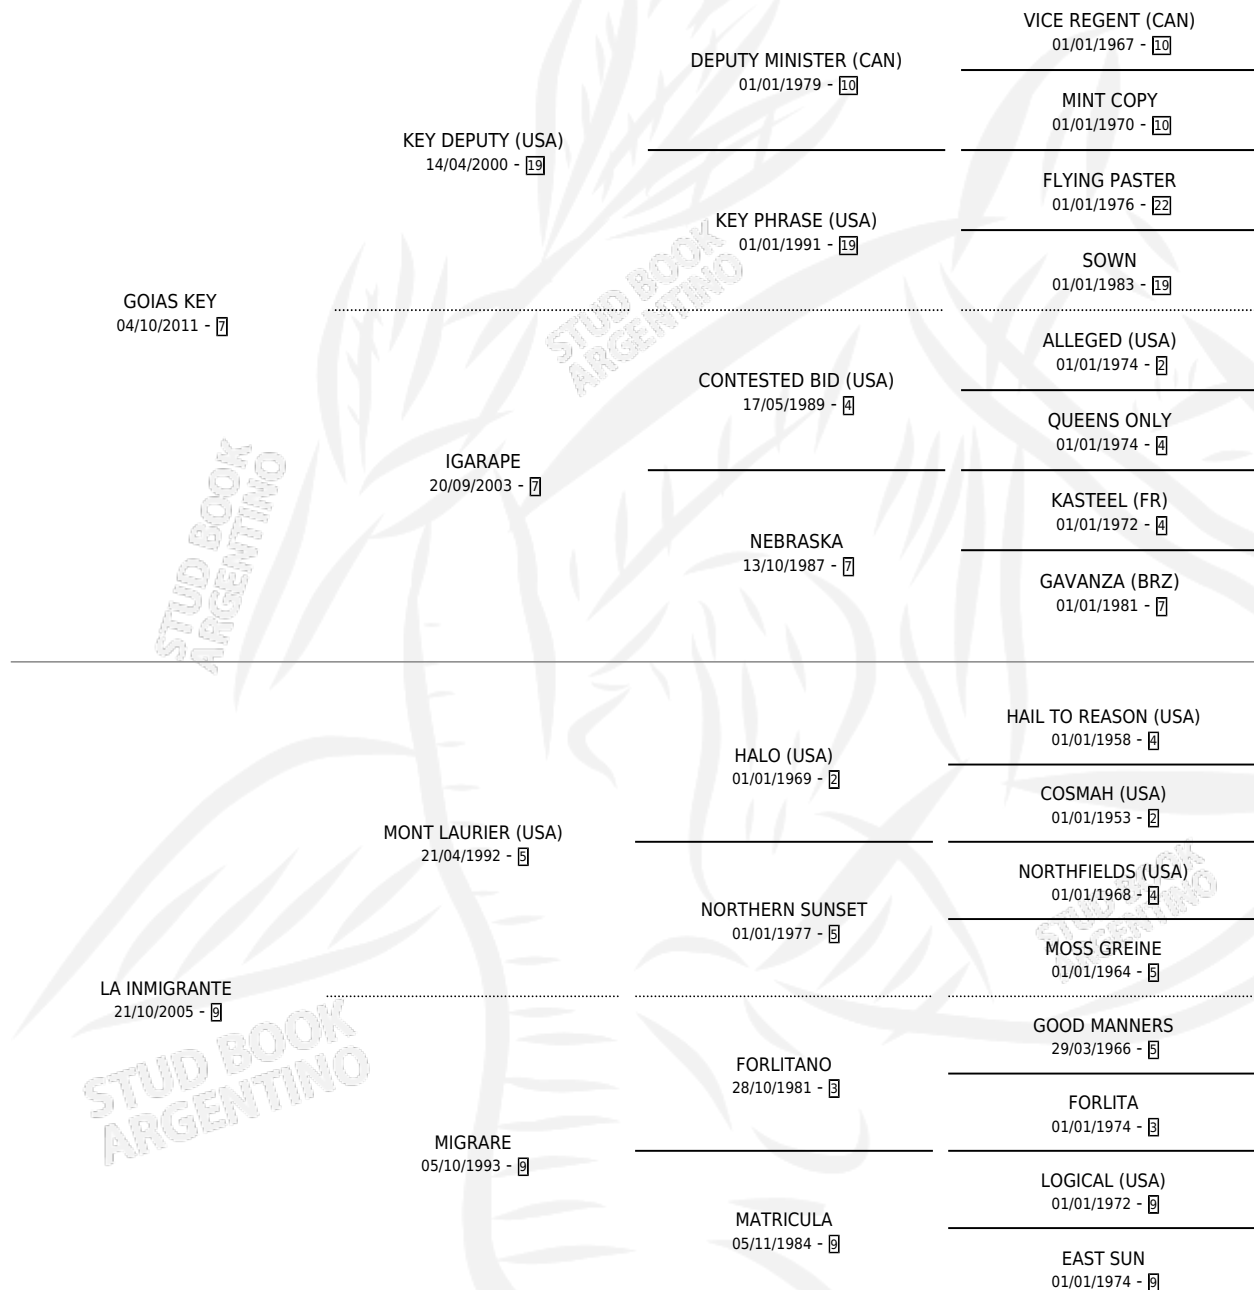 VICE REGENT (CAN)
01/01/1967 - 10
DEPUTY MINISTER (CAN)
01/01/1979 - 10
MINT COPY
01/01/1970 - 10
KEY DEPUTY (USA)
14/04/2000 - 19
FLYING PASTER
01/01/1976 - 22
KEY PHRASE (USA)
01/01/1991 - 19
SOWN
01/01/1983 - 19
GOIAS KEY
04/10/2011 - 7
STUD BOOK
ARGENTINO
ALLEGED (USA)
01/01/1974 - 2
CONTESTED BID (USA)
17/05/1989 - 4
QUEENS ONLY
01/01/1974 - 4
IGARAPE
20/09/2003 - 7
KASTEEL (FR)
01/01/1972 - 4
NEBRASKA
13/10/1987 - 7
GAVANZA (BRZ)
01/01/1981 - 7
STUD BOOK
ARGENTINO
HAIL TO REASON (USA)
01/01/1958 - 4
HALO (USA)
01/01/1969 - 2
COSMAH (USA)
01/01/1953 - 2
MONT LAURIER (USA)
21/04/1992 - 5
NORTHFIELDS (USA)
01/01/1968 - 4
NORTHERN SUNSET
01/01/1977 - 5
STUD BOOK
ARGENTINO
MOSS GREINE
01/01/1964 - 5
LA INMIGRANTE
21/10/2005 - 9
GOOD MANNERS
29/03/1966 - 5
STUD BOOK
ARGENTINO
FORLITANO
28/10/1981 - 3
FORLITA
01/01/1974 - 3
MIGRARE
05/10/1993 - 9
LOGICAL (USA)
01/01/1972 - 9
MATRICULA
05/11/1984 - 9
EAST SUN
01/01/1974 - 9